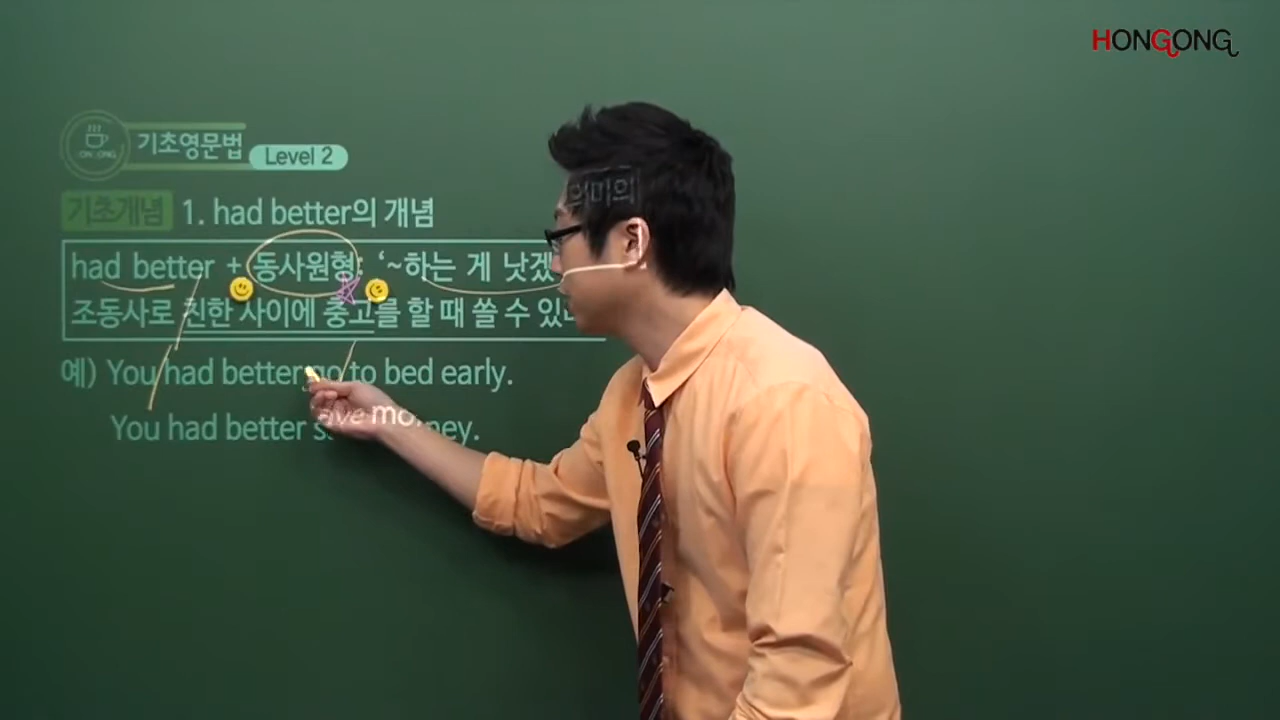 HONGONG
기초영문법 Level 2
기초개념 1. had better의 개념
had better + 동사원형: ‘~하는 게 낫겠
조동사로 친한 사이에 충고를 할 때 쓸 수 있
예) You had better go to bed early.
You had better save money.